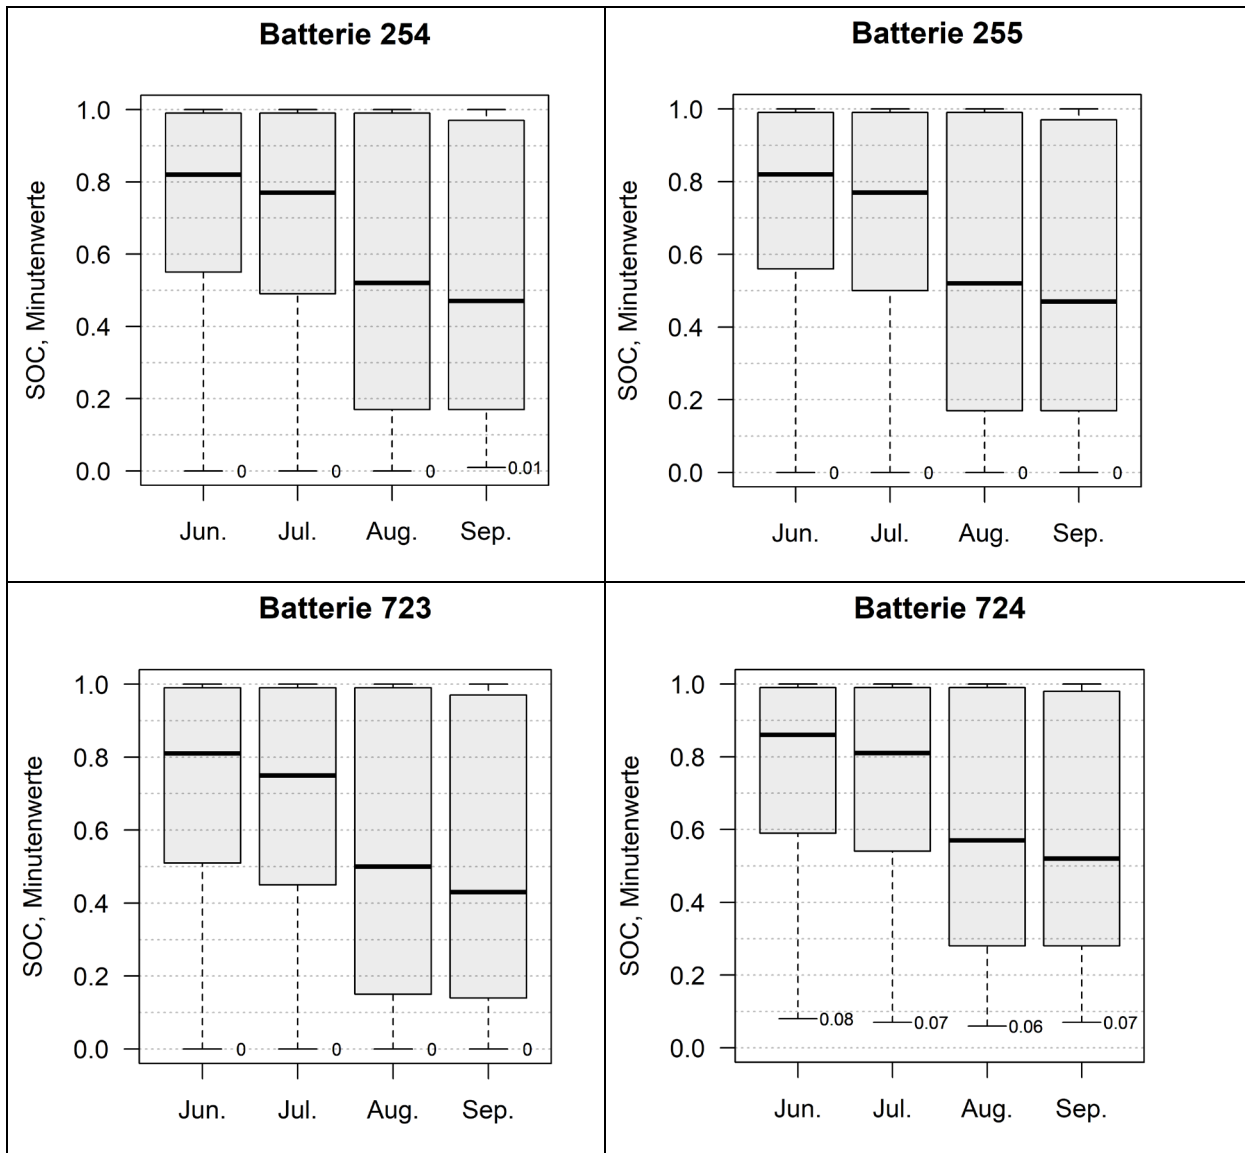 Batterie 254
SOC, Minutenwerte
1.0
0.8
0.6
0.4
0.2
0.0
0 0 0 0.01
Jun. Jul. Aug. Sep.
Batterie 255
SOC, Minutenwerte
1.0
0.8
0.6
0.4
0.2
0.0
0 0 0 0
Jun. Jul. Aug. Sep.
Batterie 723
SOC, Minutenwerte
1.0
0.8
0.6
0.4
0.2
0.0
0 0 0 0
Jun. Jul. Aug. Sep.
Batterie 724
SOC, Minutenwerte
1.0
0.8
0.6
0.4
0.2
0.0
0.08 0.07 0.06 0.07
Jun. Jul. Aug. Sep.